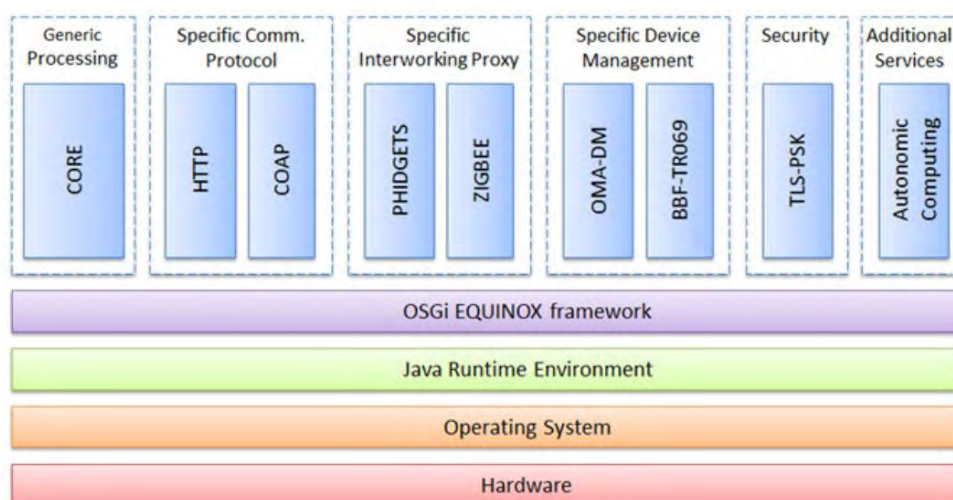 Generic
Processing
CORE
Specific Comm.
Protocol
HTTP
COAP
Specific
Interworking Proxy
PHIDGETS
ZIGBEE
Specific Device
Management
OMA-DM
BBF-TR069
Security
TLS-PSK
Additional
Services
Autonomic
Computing
OSGi EQUINOX framework
Java Runtime Environment
Operating System
Hardware